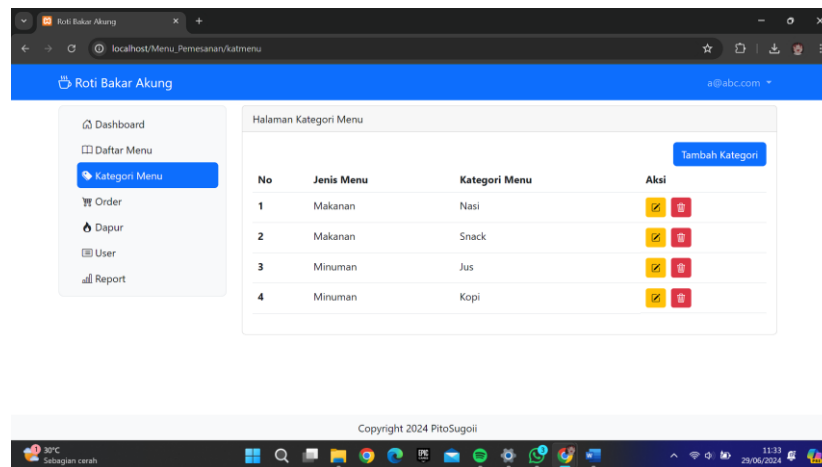 Roti Bakar Akung
localhost/Menu_Pemesanan/katmenu
Roti Bakar Akung
a@abc.com
Dashboard
Daftar Menu
Kategori Menu
Order
Dapur
User
Report
Halaman Kategori Menu
Tambah Kategori
No Jenis Menu Kategori Menu Aksi
1 Makanan Nasi
2 Makanan Snack
3 Minuman Jus
4 Minuman Kopi
Copyright 2024 PitoSugoii
1
30°C
Sebagian cerah
EPIC
11:33
29/06/2024